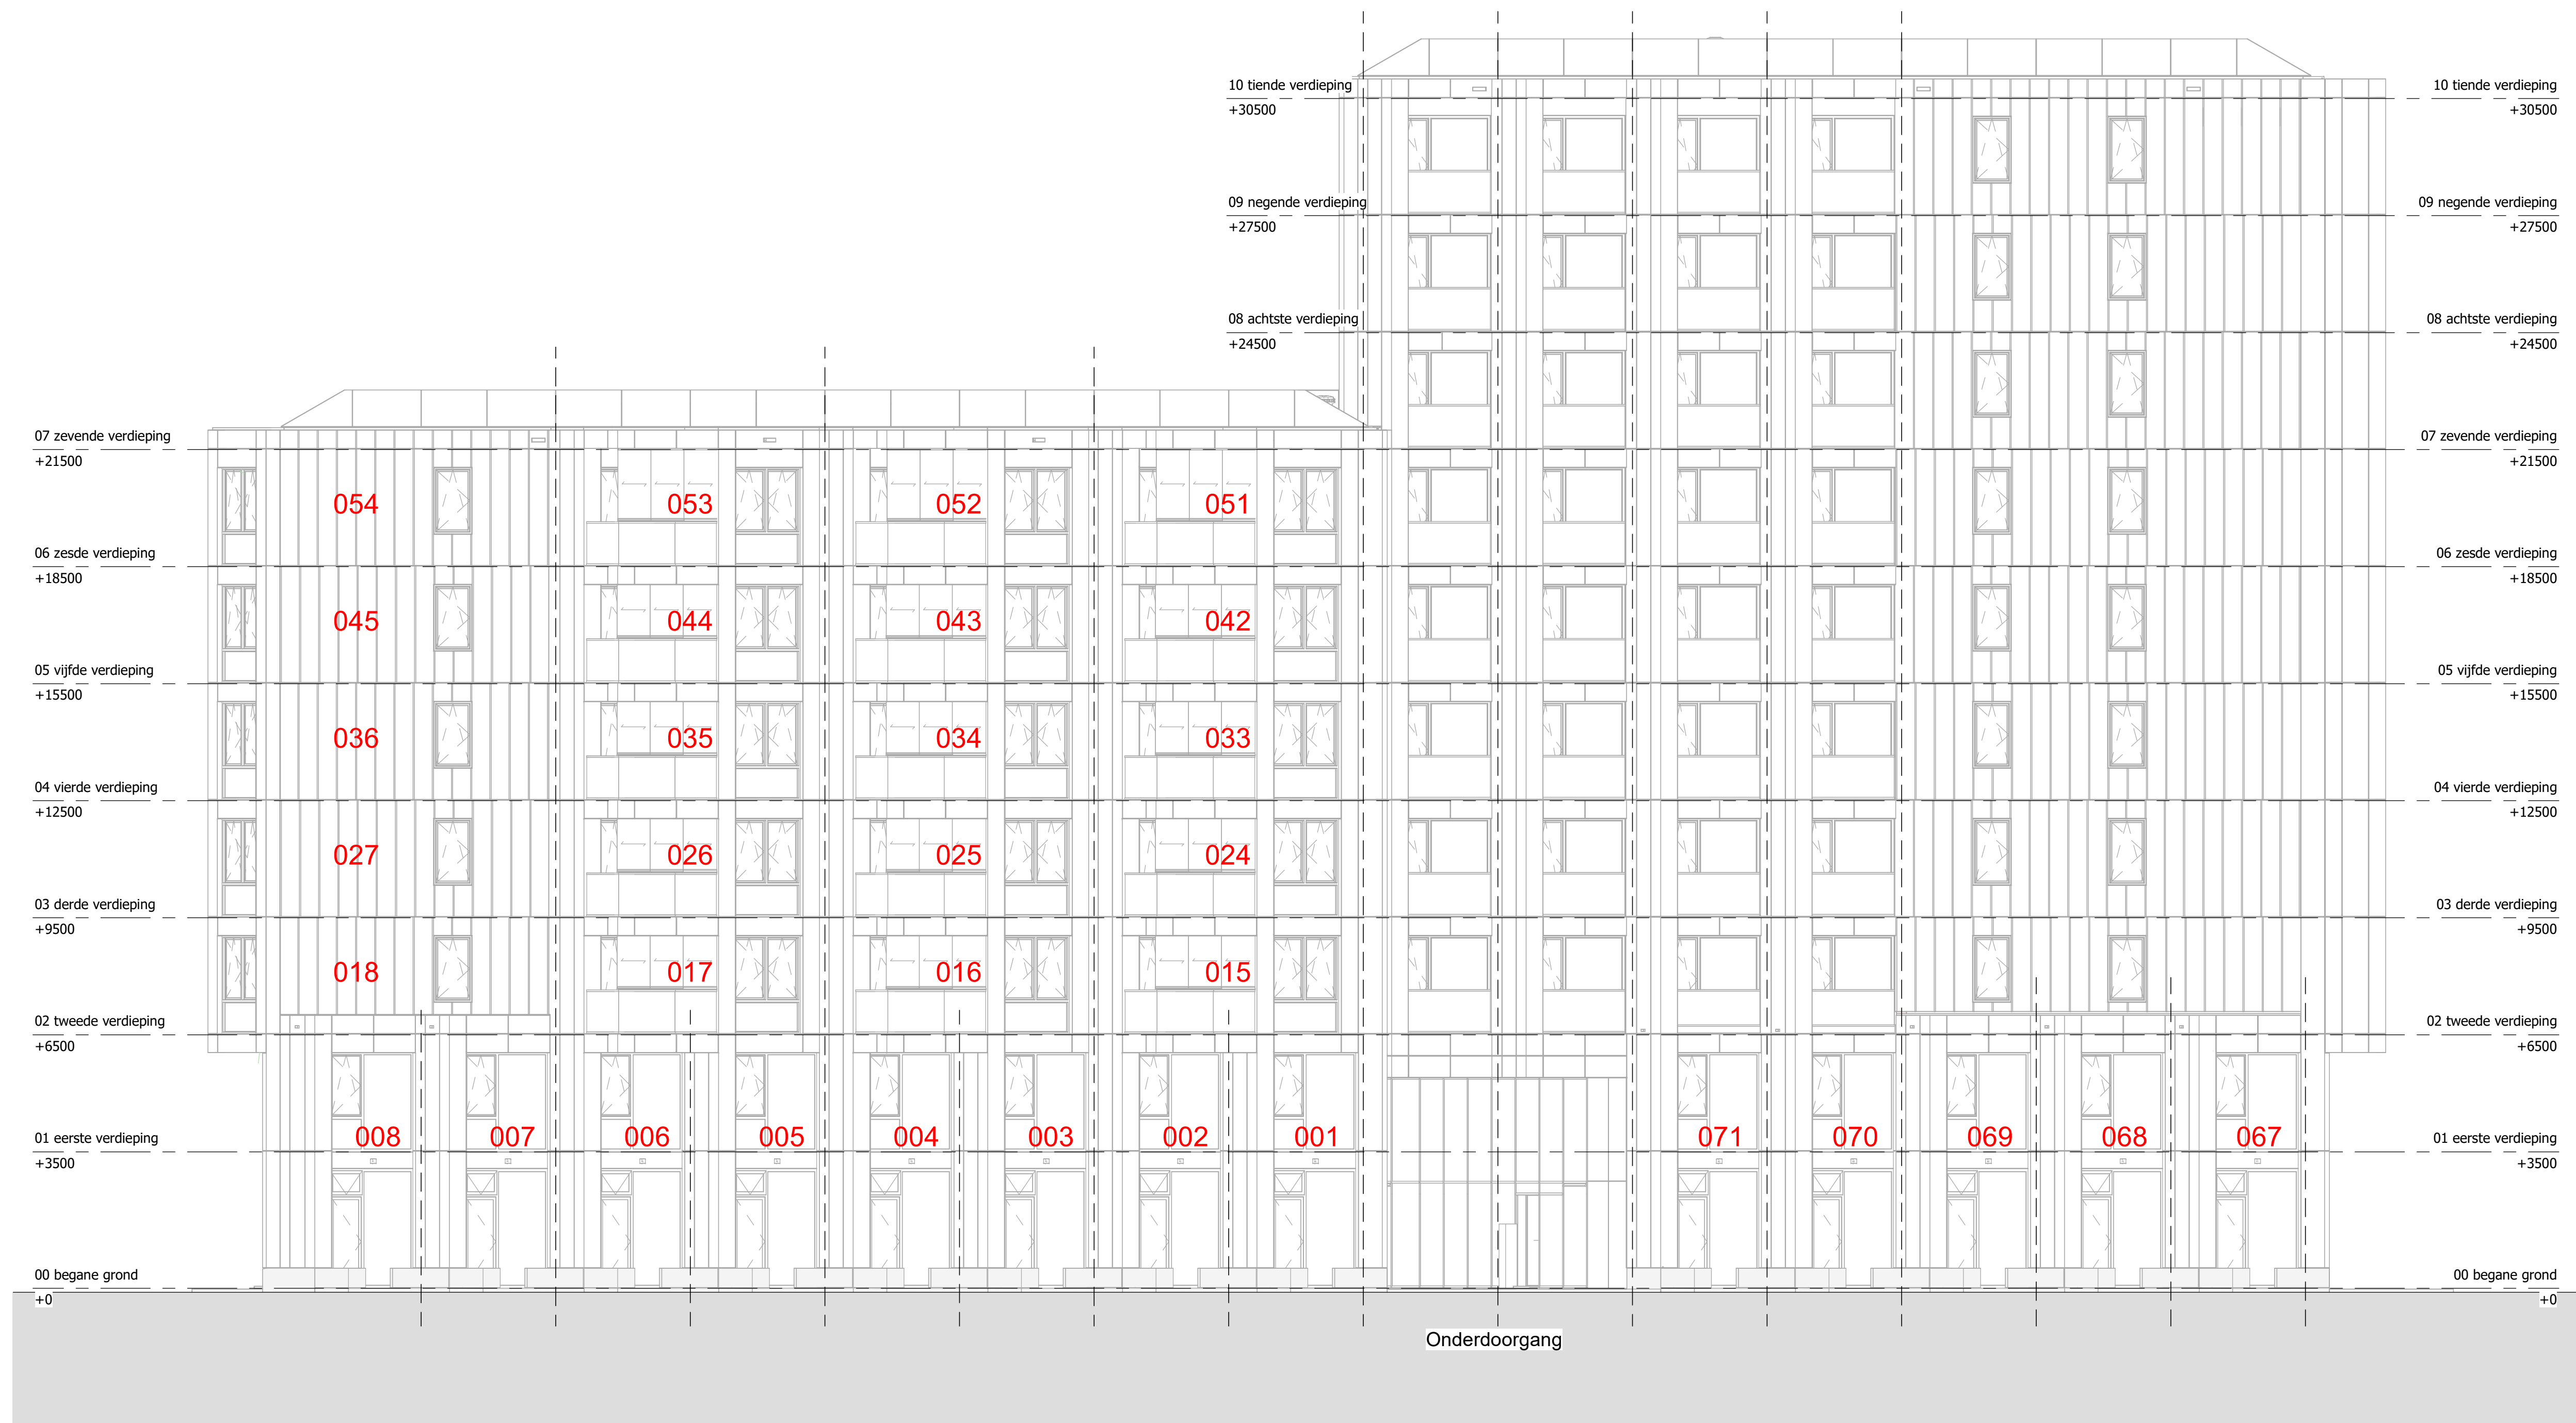 10 tiende verdieping 10 tiende verdieping
+30500 +30500
09 negende verdieping 09 negende verdieping
+27500 +27500
08 achtste verdieping 08 achtste verdieping
+24500 +24500
07 zevende verdieping 07 zevende verdieping
+21500 +21500
054 053 052 051
06 zesde verdieping 06 zesde verdieping
+18500 +18500
045 044 043 042
05 vijfde verdieping 05 vijfde verdieping
+15500 +15500
036 035 034 033
04 vierde verdieping 04 vierde verdieping
+12500 +12500
027 026 025 024
03 derde verdieping 03 derde verdieping
+9500 +9500
018 017 016 015
02 tweede verdieping 02 tweede verdieping
+6500 +6500
008 007 006 005 004 003 002 001 071 070 069 068 067
01 eerste verdieping 01 eerste verdieping
+3500 +3500
00 begane grond 00 begane grond
+0 +0
Onderdoorgang